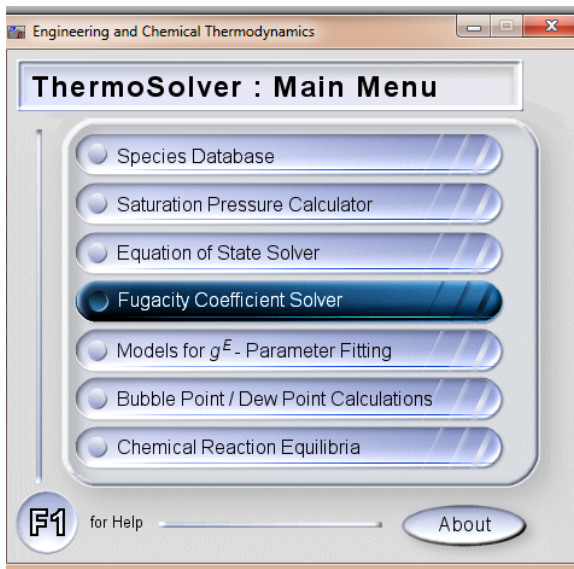 Engineering and Chemical Thermodynamics
ThermoSolver : Main Menu
Species Database
Saturation Pressure Calculator
Equation of State Solver
Fugacity Coefficient Solver
Models for gᴱ - Parameter Fitting
Bubble Point / Dew Point Calculations
Chemical Reaction Equilibria
F1 for Help
About